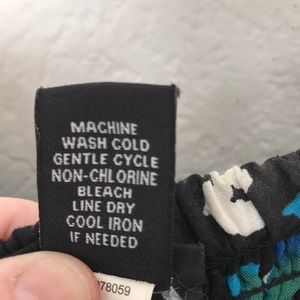 MACHINE
WASH COLD
GENTLE CYCLE
NON-CHLORINE
BLEACH
LINE DRY
COOL IRON
IF NEEDED
78059